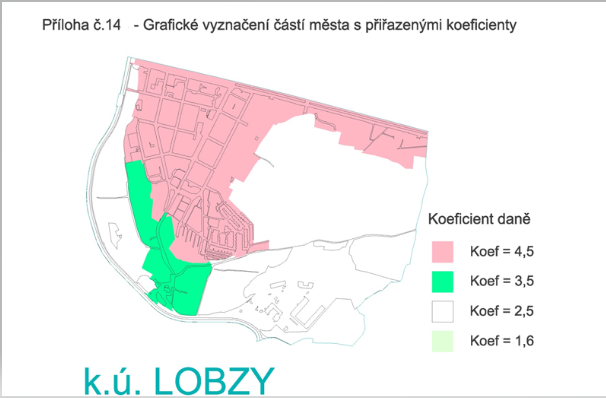 Příloha č.14 - Grafické vyznačení částí města s přiřazenými koeficienty
Koeficient daně
Koef = 4,5
Koef = 3,5
Koef = 2,5
Koef = 1,6
k.ú. LOBZY